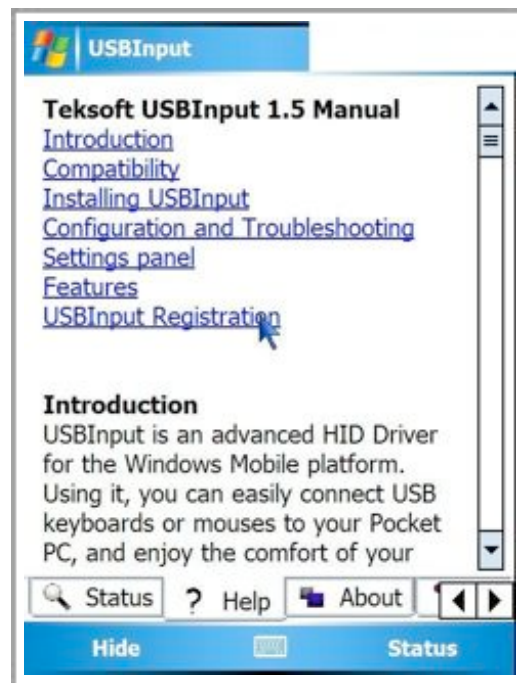 USBInput
Teksoft USBInput 1.5 Manual
Introduction
Compatibility
Installing USBInput
Configuration and Troubleshooting
Settings panel
Features
USBInput Registration
Introduction
USBInput is an advanced HID Driver
for the Windows Mobile platform.
Using it, you can easily connect USB
keyboards or mouses to your Pocket
PC, and enjoy the comfort of your
Status ? Help About
Hide Status